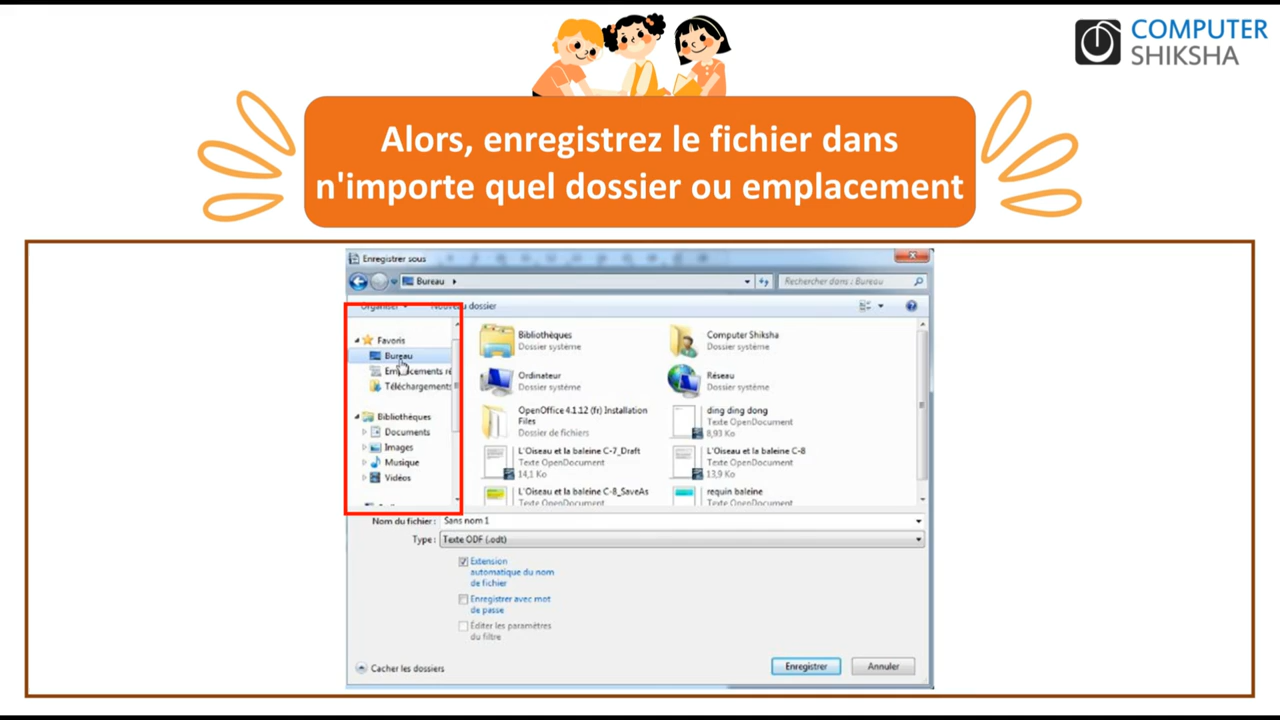 COMPUTER
SHIKSHA
Alors, enregistrez le fichier dans
n'importe quel dossier ou emplacement
Enregistrer sous
Bureau
Rechercher dans : Bureau
Organiser
dossier
Favoris
Bureau
Téléchargements
Bibliothèques
Documents
Images
Musique
Vidéos
Bibliothèques
Dossier système
Computer Shiksha
Dossier système
Ordinateur
Dossier système
Réseau
Dossier système
OpenOffice 4.1.12 (fr) Installation
Files
Dossier de fichiers
ding ding dong
Texte OpenDocument
8,93 Ko
L'Oiseau et la baleine C-7_Draft
Texte OpenDocument
14,1 Ko
L'Oiseau et la baleine C-8
Texte OpenDocument
13,9 Ko
L'Oiseau et la baleine C-8_SaveAs
Texte OpenDocument
requin baleine
Texte OpenDocument
Nom du fichier : Sans nom 1
Type : Texte ODF (.odt)
Extension
automatique du nom
de fichier
Enregistrer avec mot
de passe
Éditer les paramètres
du filtre
Cacher les dossiers
Enregistrer
Annuler